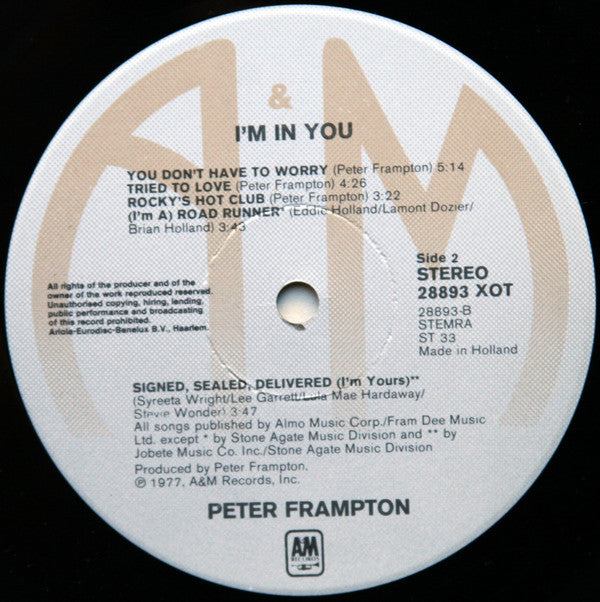 &
I'M IN YOU
YOU DON'T HAVE TO WORRY (Peter Frampton) 5:14
TRIED TO LOVE (Peter Frampton) 4:26
ROCKY'S HOT CLUB (Peter Frampton) 3:22
(I'm A) ROAD RUNNER* (Eddie Holland/Lamont Dozier/
Brian Holland) 3:43
All rights of the producer and of the
owner of the work reproduced reserved.
Unauthorised copying, hiring, lending,
public performance and broadcasting
of this record prohibited.
Ariola-Eurodisc-Benelux B.V., Haarlem.
Side 2
STEREO
28893 XOT
28893-B
STEMRA
ST 33
Made in Holland
SIGNED, SEALED, DELIVERED (I'm Yours)**
(Syreeta Wright/Lee Garrett/Lula Mae Hardaway/
Stevie Wonder) 3:47
All songs published by Almo Music Corp./Fram Dee Music
Ltd. except * by Stone Agate Music Division and ** by
Jobete Music Co. Inc./Stone Agate Music Division
Produced by Peter Frampton.
℗ 1977, A&M Records, Inc.
PETER FRAMPTON
A&M
RECORDS